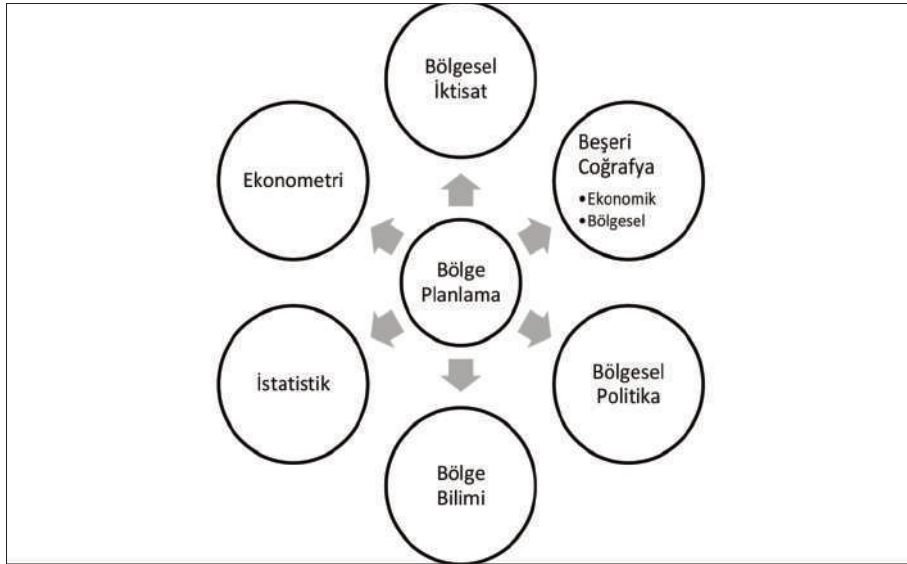 Bölgesel
İktisat
Beşeri
Coğrafya
•Ekonomik
•Bölgesel
Ekonometri
Bölge
Planlama
İstatistik
Bölgesel
Politika
Bölge
Bilimi